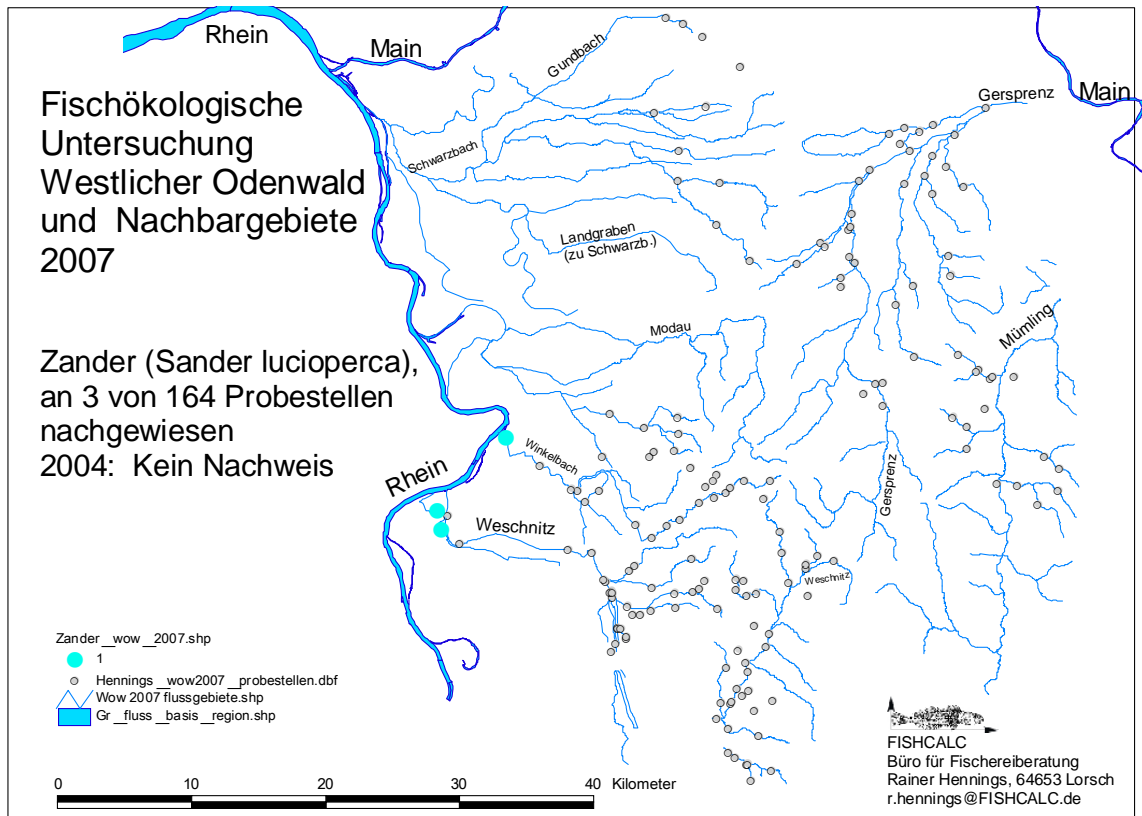 Rhein
Main
Gundbach
Gersprenz
Main
Fischökologische
Untersuchung
Westlicher Odenwald
und Nachbargebiete
2007
Schwarzbach
Landgraben
(zu Schwarzb.)
Modau
Mümling
Zander (Sander lucioperca),
an 3 von 164 Probestellen
nachgewiesen
2004: Kein Nachweis
Winkelbach
Rhein
Gersprenz
Weschnitz
Weschnitz
Zander__wow__2007.shp
1
Hennings__wow2007__probestellen.dbf
Wow 2007 flussgebiete.shp
Gr__fluss__basis__region.shp
0 10 20 30 40 Kilometer
FISHCALC
Büro für Fischereiberatung
Rainer Hennings, 64653 Lorsch
r.hennings@FISHCALC.de